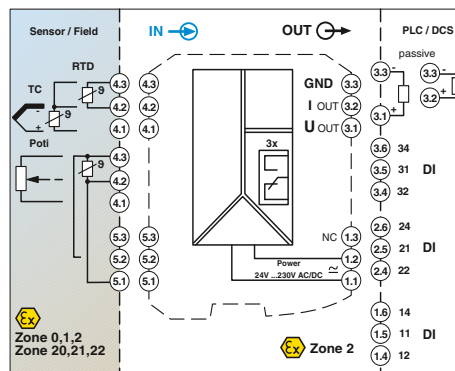 Sensor / Field
IN
OUT
PLC / DCS
passive
RTD
TC
ϑ
ϑ
-
+
4.3
4.2
4.1
4.3
4.2
4.1
Poti
ϑ
4.3
4.2
4.1
5.3
5.2
5.1
5.3
5.2
5.1
3x
GND
I OUT
U OUT
3.3
3.2
3.1
NC
1.3
1.2
1.1
Power
24V ...230V AC/DC
3.3
-
3.1
+
3.3
-
3.2
+
3.6 34
3.5 31 DI
3.4 32
2.6 24
2.5 21 DI
2.4 22
1.6 14
1.5 11 DI
1.4 12
Ex
Zone 0,1,2
Zone 20,21,22
Ex
Zone 2